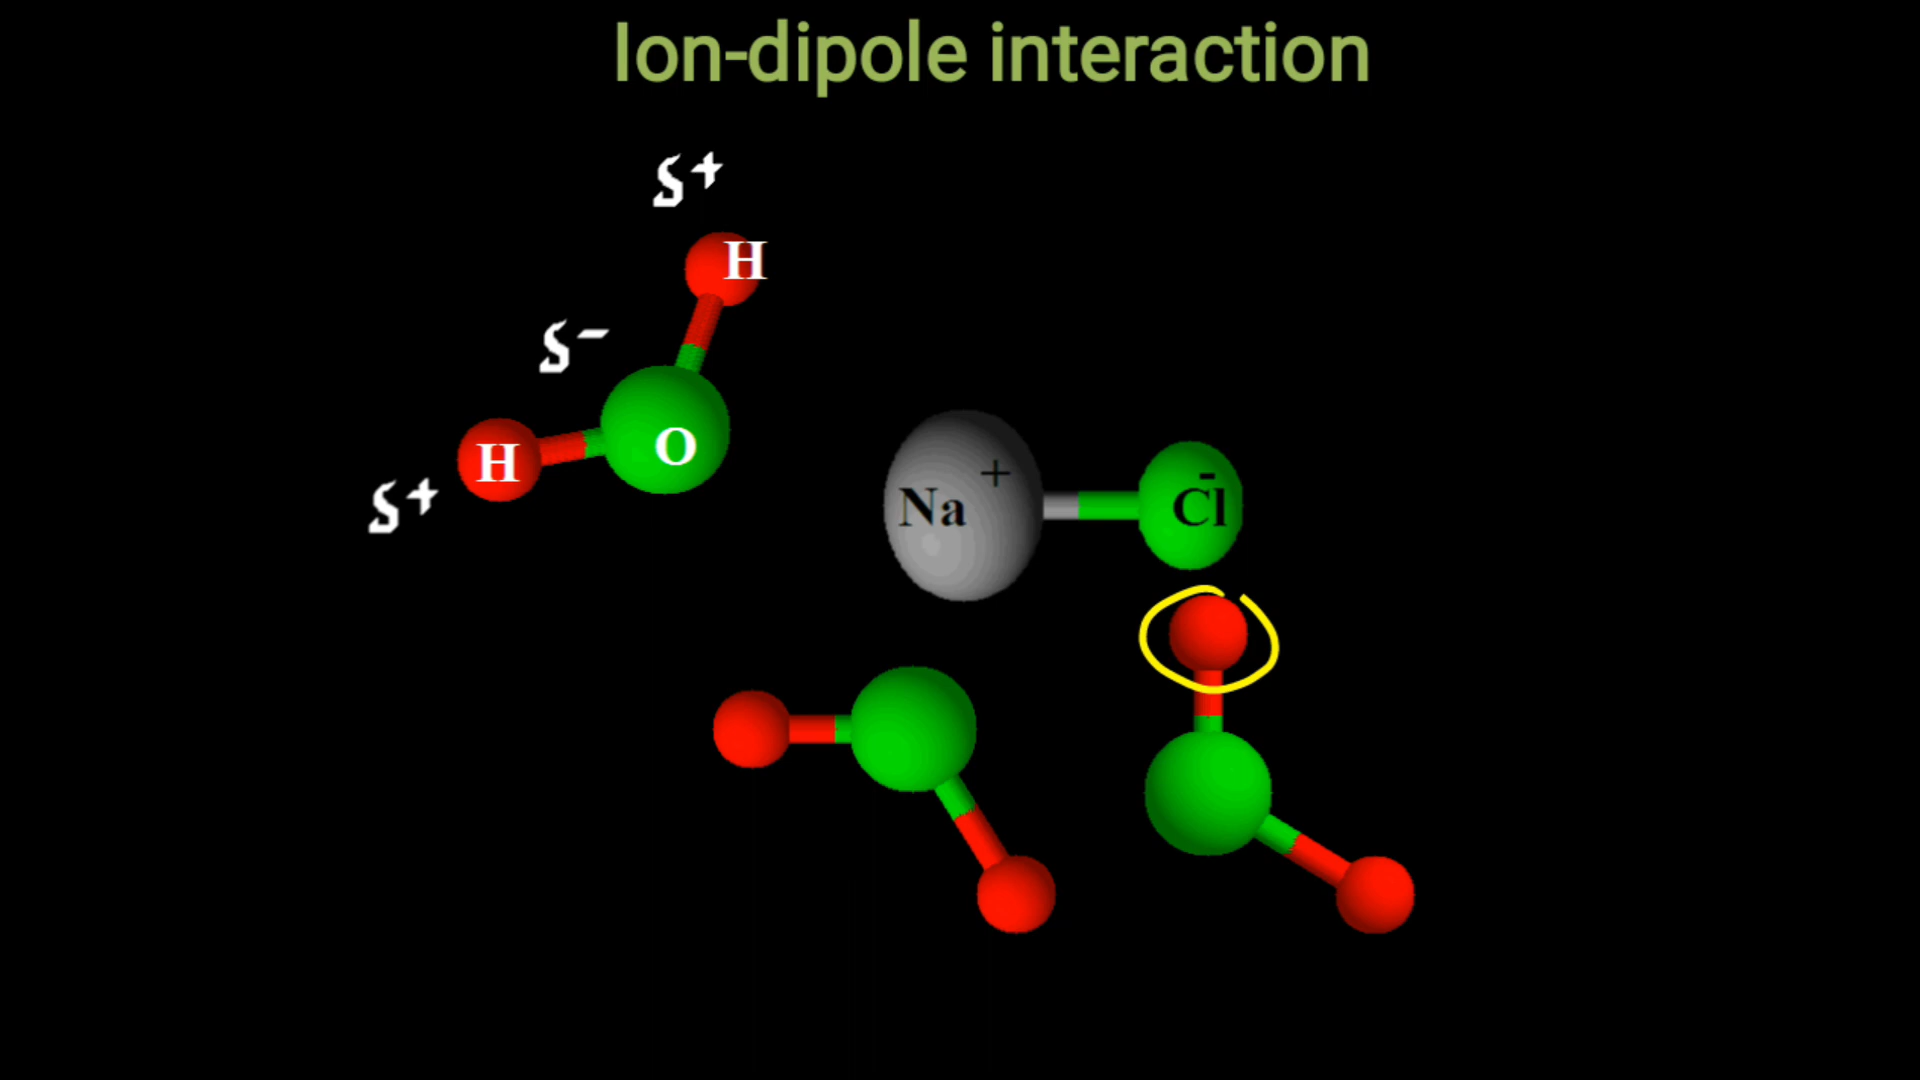 Ion-dipole interaction
S+
H
S-
O
H
S+
Na+
Cl-